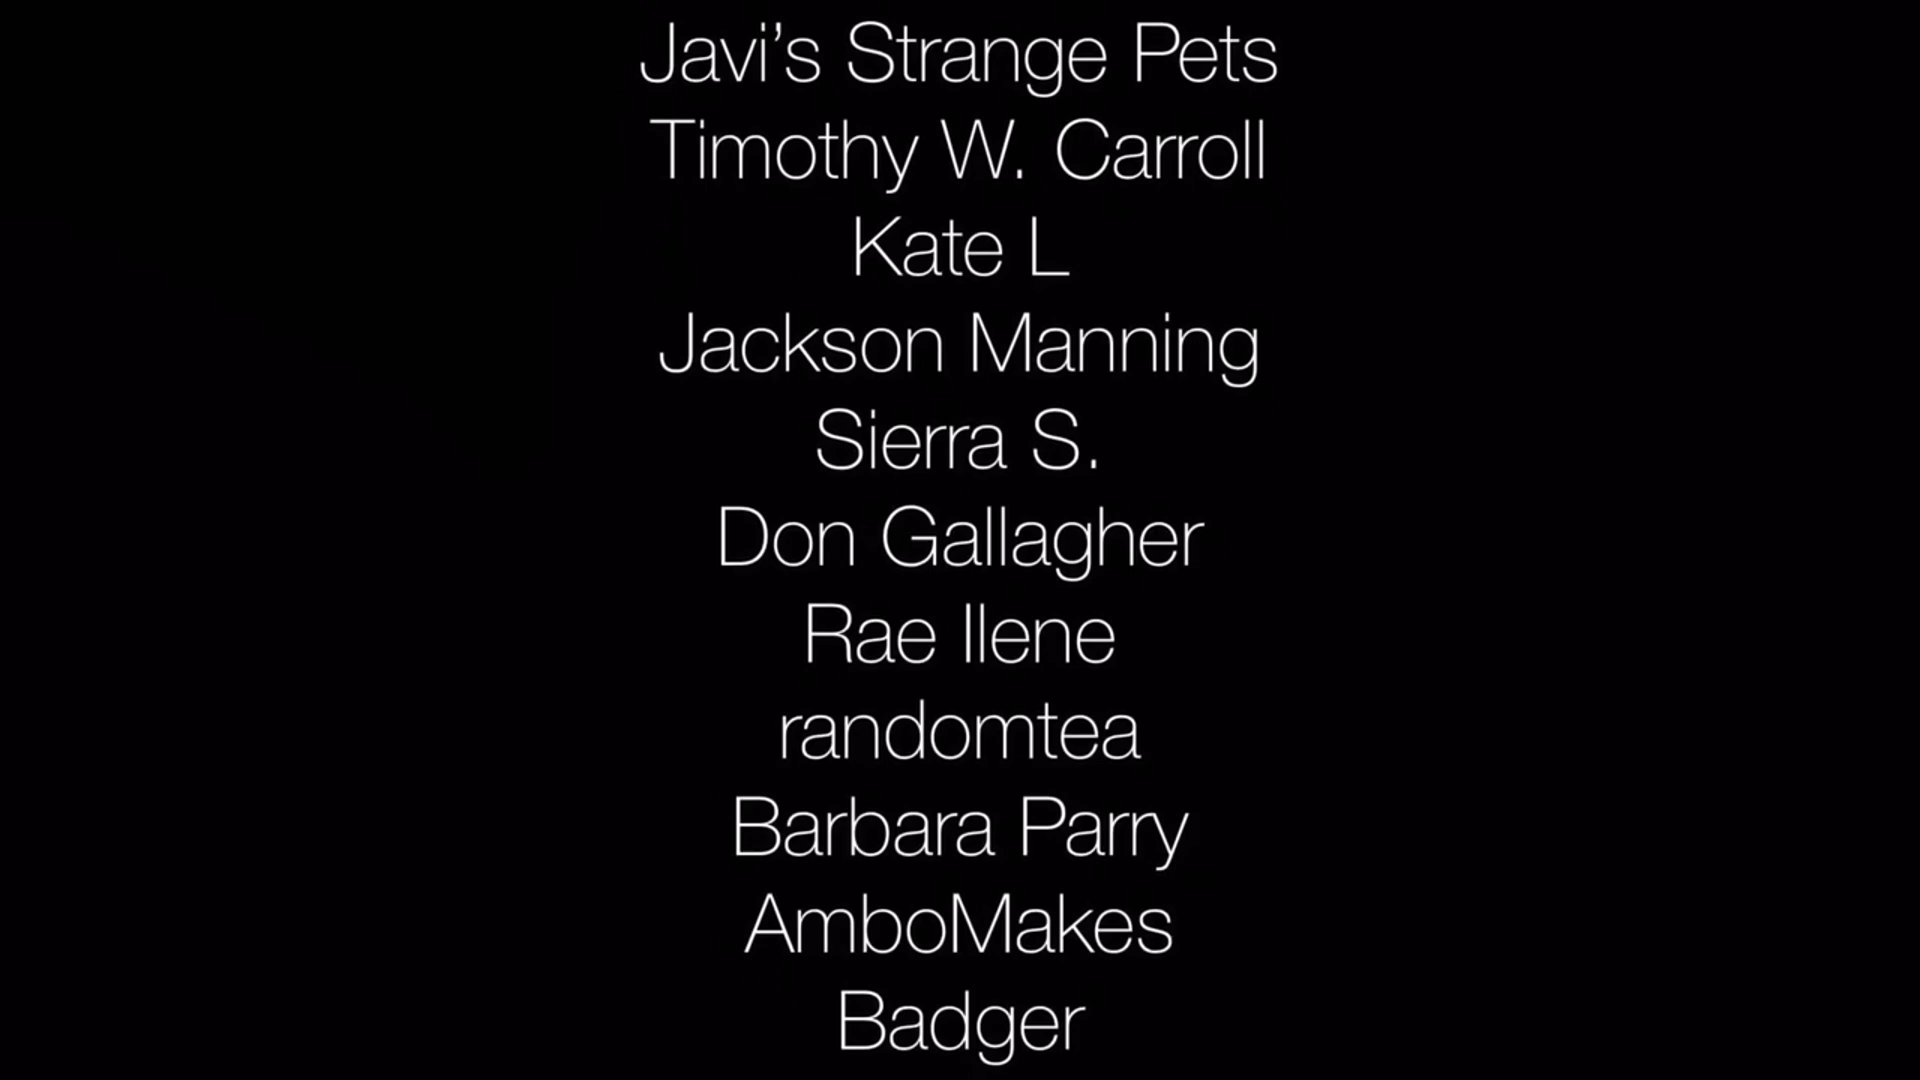 Javi’s Strange Pets
Timothy W. Carroll
Kate L
Jackson Manning
Sierra S.
Don Gallagher
Rae Ilene
randomtea
Barbara Parry
AmboMakes
Badger